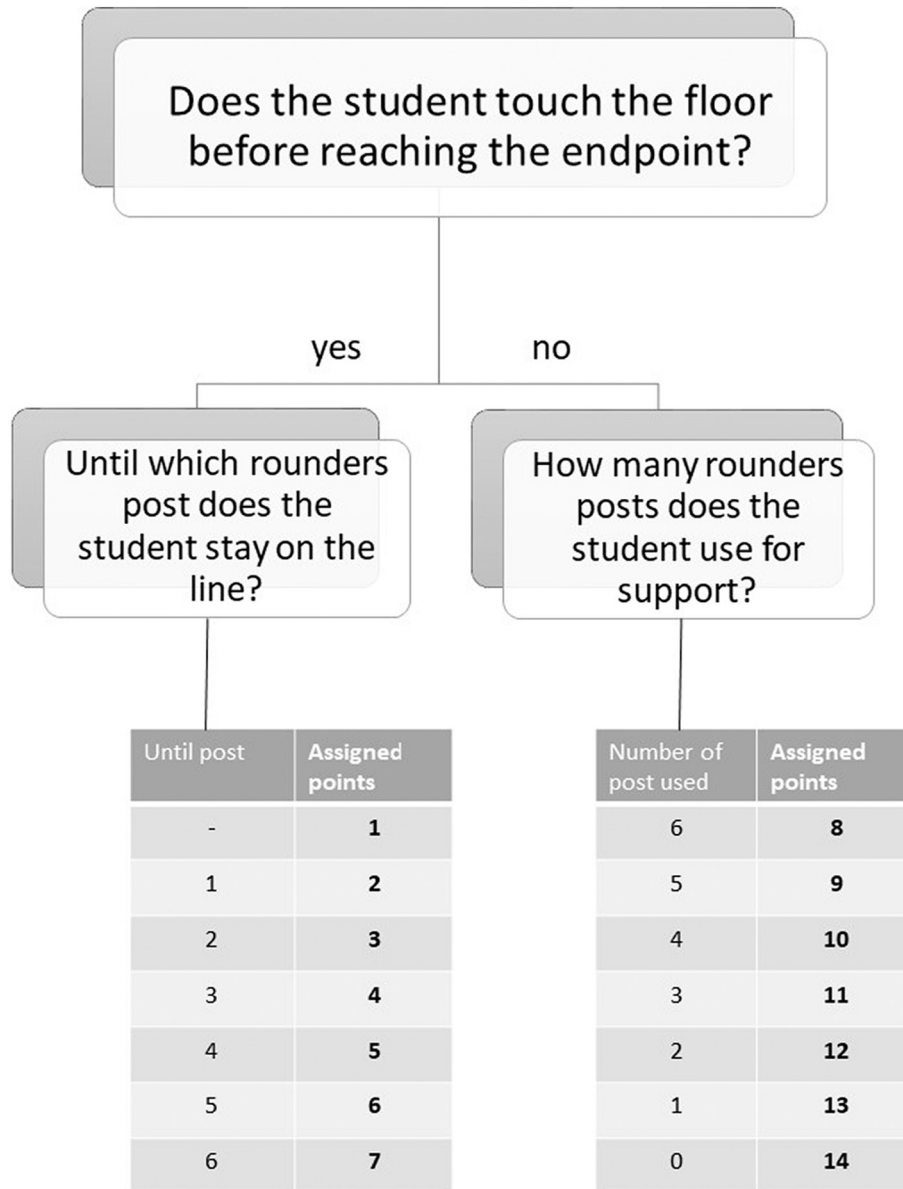 Does the student touch the floor
before reaching the endpoint?
yes
no
Until which rounders
post does the
student stay on the
line?
How many rounders
posts does the
student use for
support?
Until post
Assigned
points
-
1
1
2
2
3
3
4
4
5
5
6
6
7
Number of
post used
Assigned
points
6
8
5
9
4
10
3
11
2
12
1
13
0
14